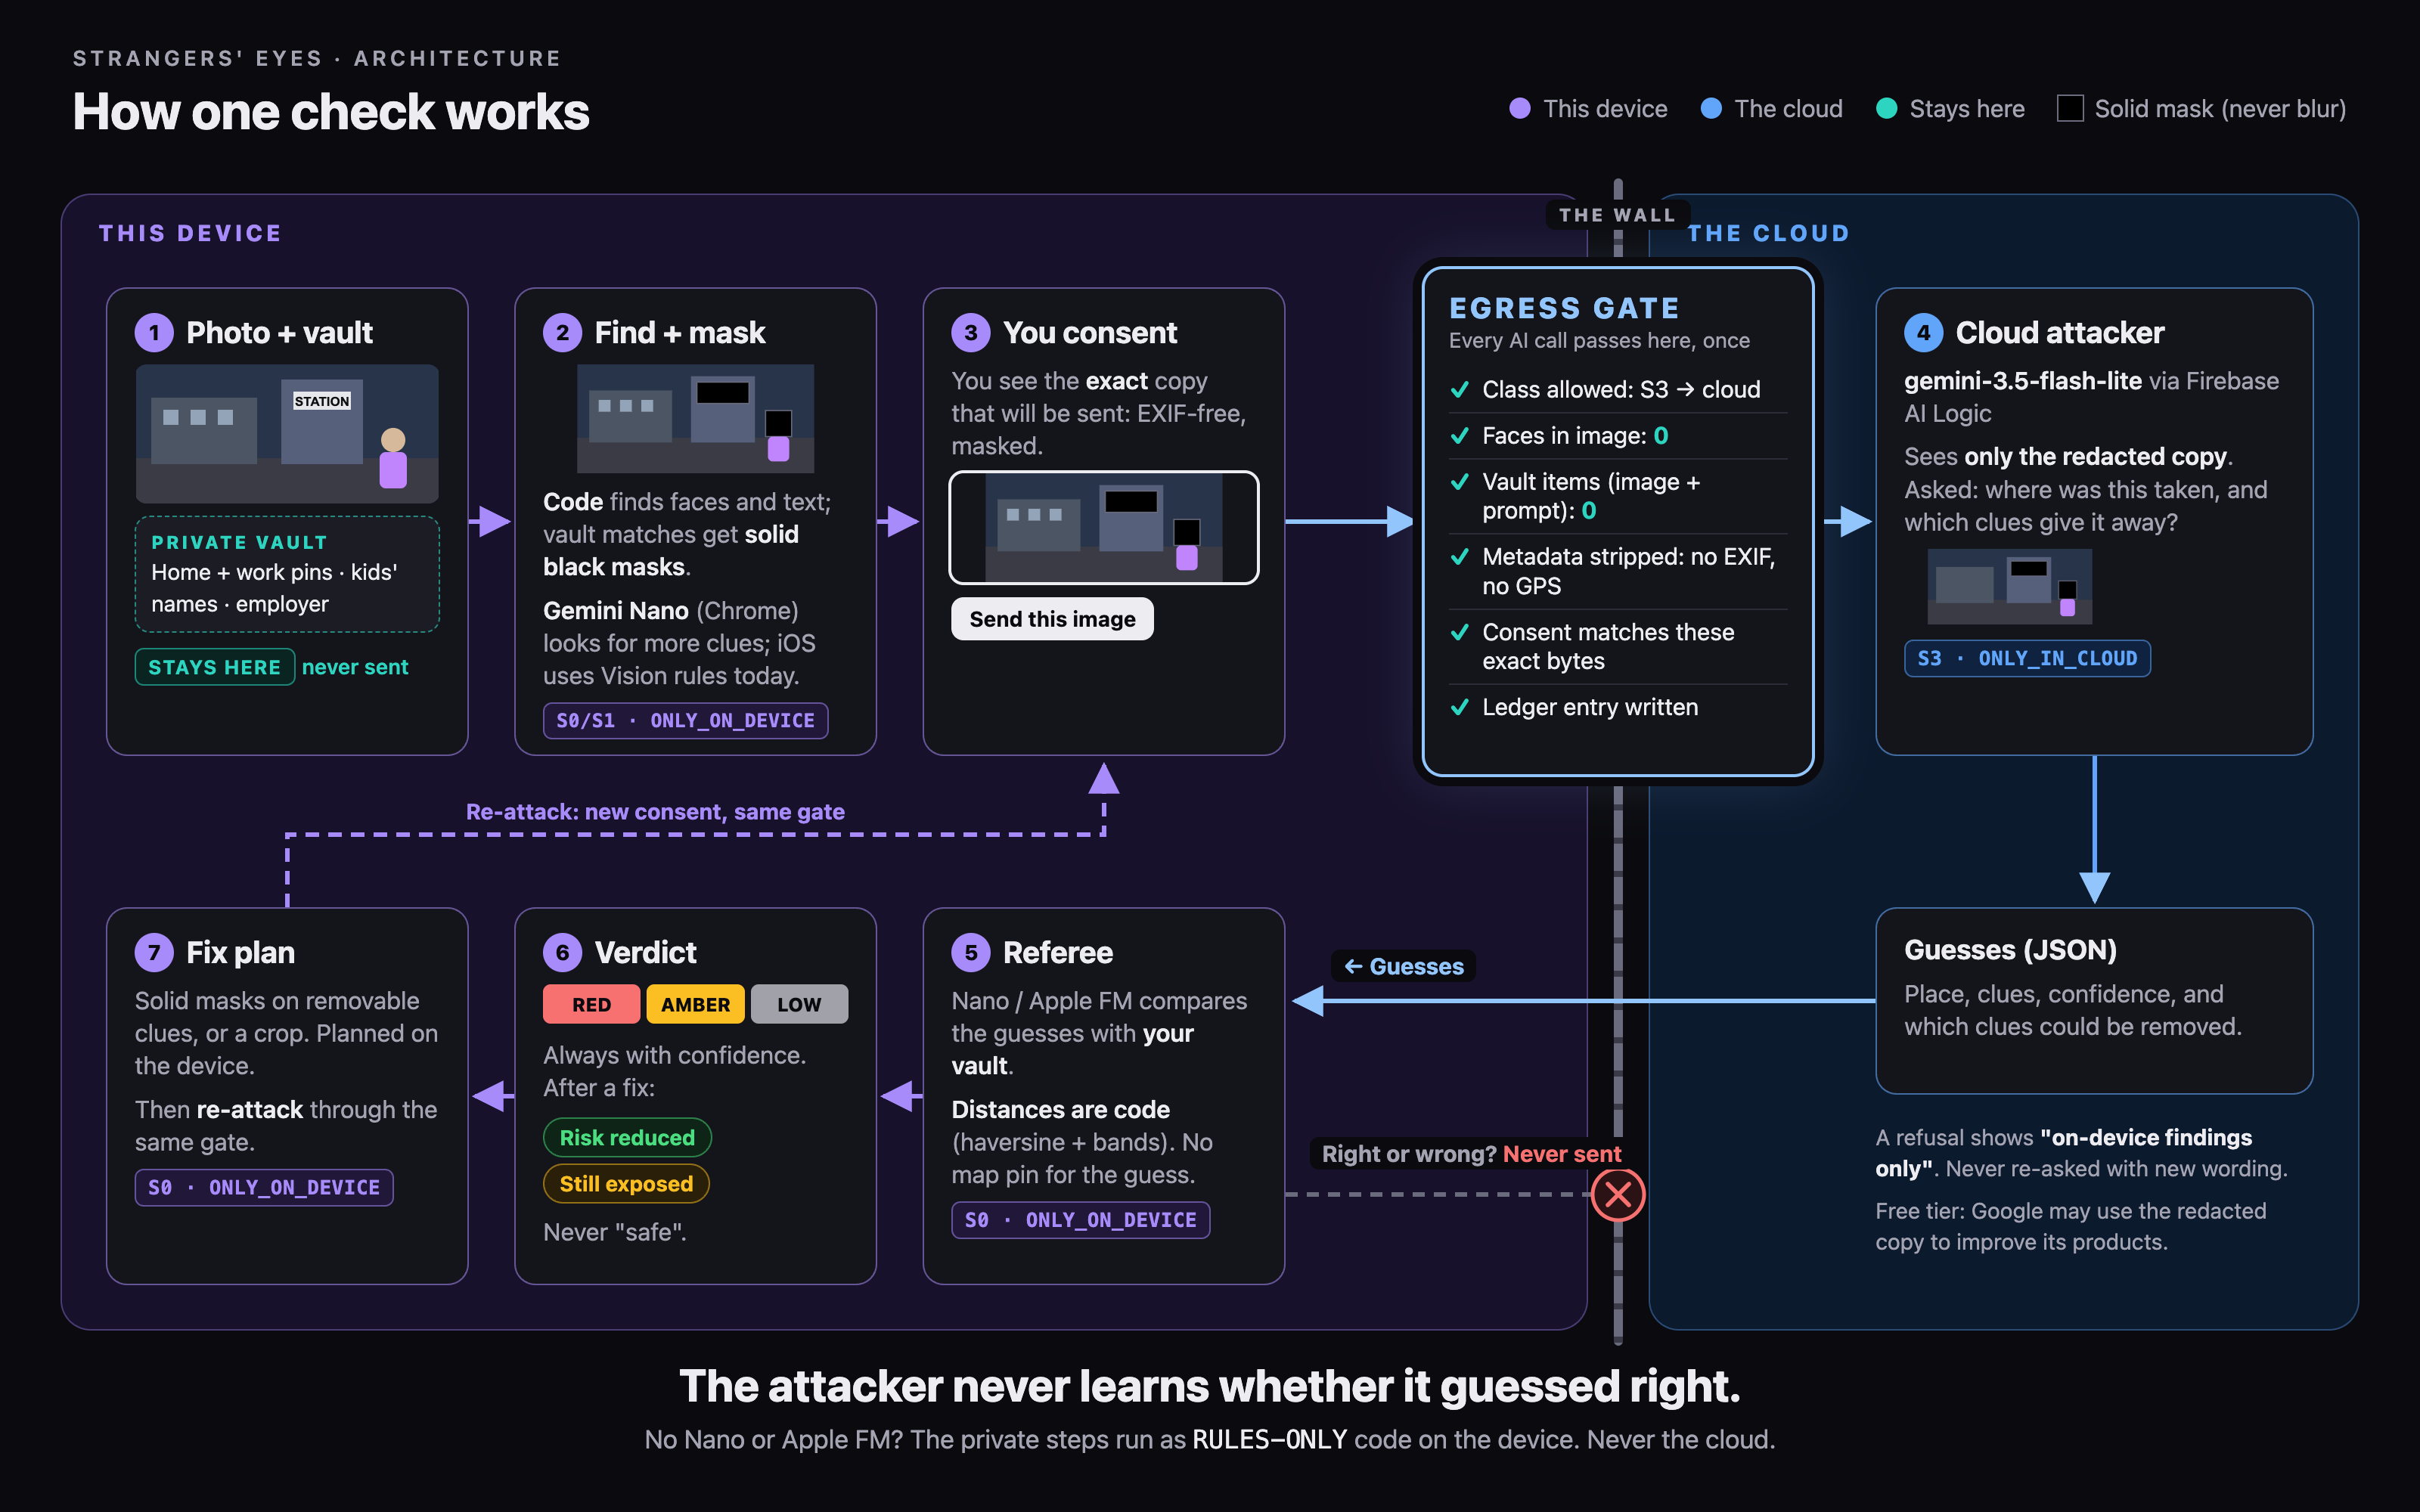 STRANGERS' EYES · ARCHITECTURE
How one check works
This device
The cloud
Stays here
Solid mask (never blur)
THIS DEVICE
THE WALL
THE CLOUD
1 Photo + vault
STATION
PRIVATE VAULT
Home + work pins · kids'
names · employer
STAYS HERE never sent
2 Find + mask
Code finds faces and text;
vault matches get solid
black masks.
Gemini Nano (Chrome)
looks for more clues; iOS
uses Vision rules today.
S0/S1 · ONLY_ON_DEVICE
3 You consent
You see the exact copy
that will be sent: EXIF-free,
masked.
Send this image
EGRESS GATE
Every AI call passes here, once
✓ Class allowed: S3 → cloud
✓ Faces in image: 0
✓ Vault items (image +
prompt): 0
✓ Metadata stripped: no EXIF,
no GPS
✓ Consent matches these
exact bytes
✓ Ledger entry written
4 Cloud attacker
gemini-3.5-flash-lite via Firebase
AI Logic
Sees only the redacted copy.
Asked: where was this taken, and
which clues give it away?
S3 · ONLY_IN_CLOUD
Re-attack: new consent, same gate
7 Fix plan
Solid masks on removable
clues, or a crop. Planned on
the device.
Then re-attack through the
same gate.
S0 · ONLY_ON_DEVICE
6 Verdict
RED
AMBER
LOW
Always with confidence.
After a fix:
Risk reduced
Still exposed
Never "safe".
5 Referee
Nano / Apple FM compares
the guesses with your
vault.
Distances are code
(haversine + bands). No
map pin for the guess.
S0 · ONLY_ON_DEVICE
← Guesses
Right or wrong? Never sent
Guesses (JSON)
Place, clues, confidence, and
which clues could be removed.
A refusal shows "on-device findings
only". Never re-asked with new wording.
Free tier: Google may use the redacted
copy to improve its products.
The attacker never learns whether it guessed right.
No Nano or Apple FM? The private steps run as RULES-ONLY code on the device. Never the cloud.